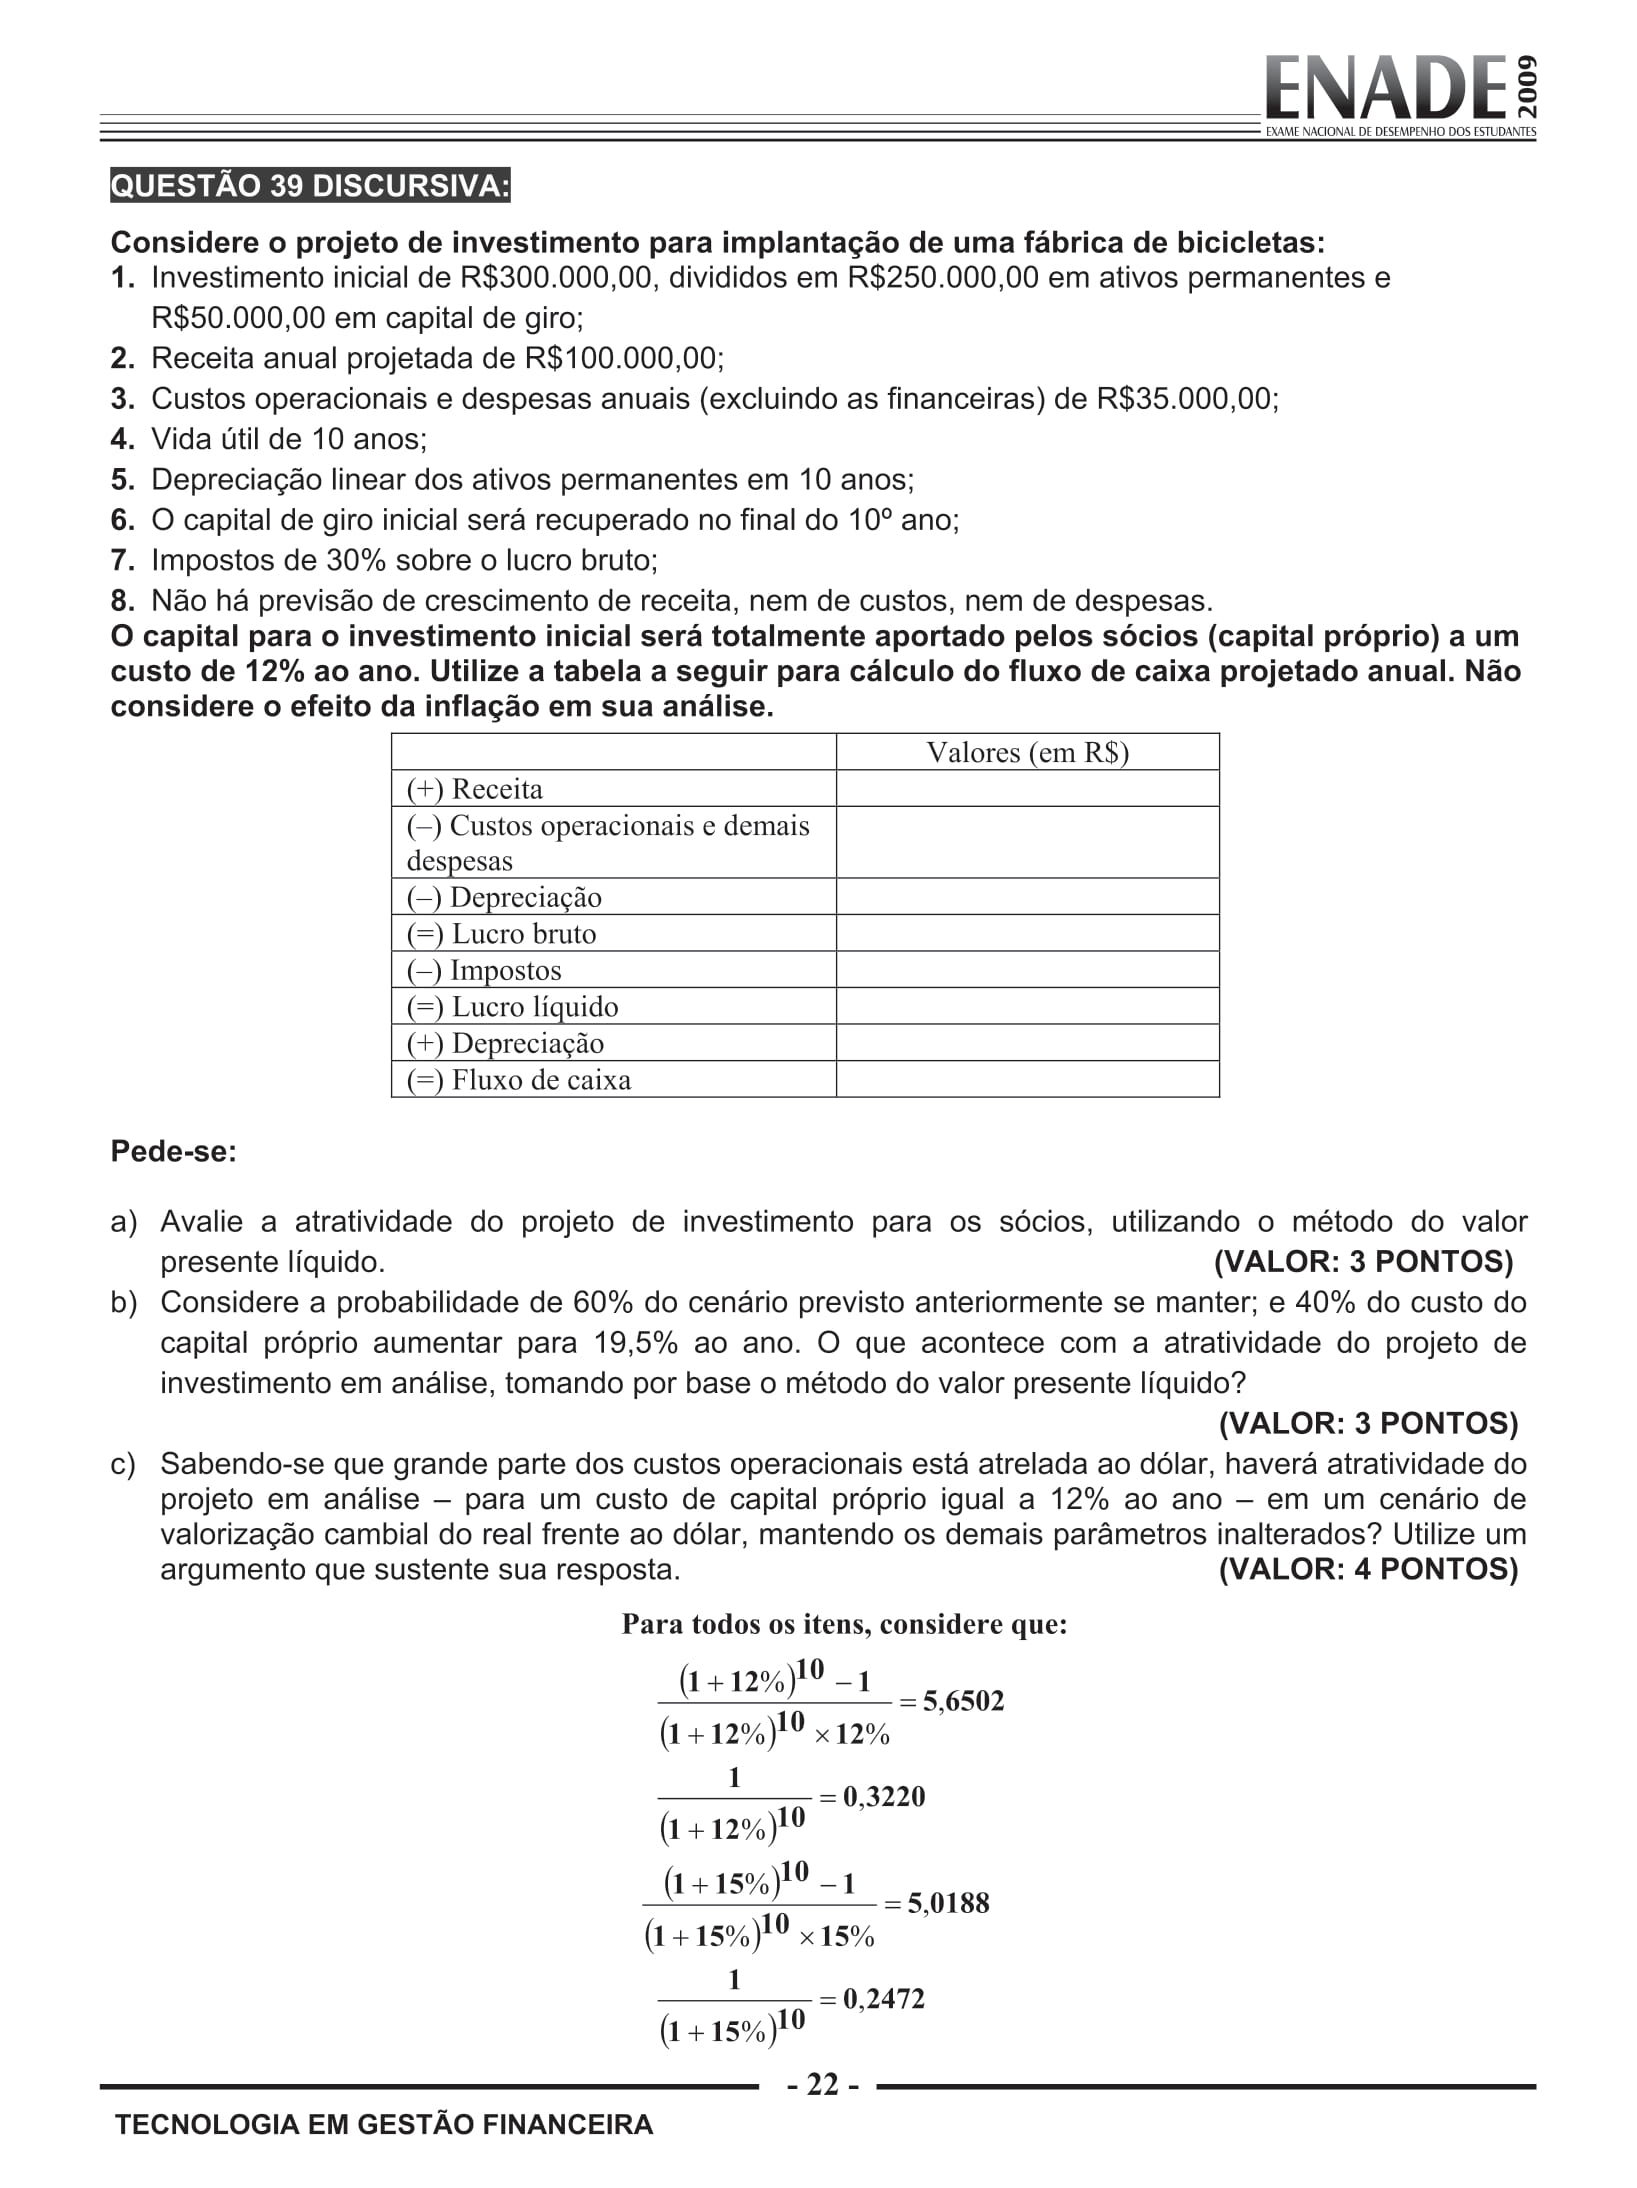 ENADE 2009
EXAME NACIONAL DE DESEMPENHO DOS ESTUDANTES
QUESTÃO 39 DISCURSIVA:
Considere o projeto de investimento para implantação de uma fábrica de bicicletas:
1. Investimento inicial de R$300.000,00, divididos em R$250.000,00 em ativos permanentes e
R$50.000,00 em capital de giro;
2. Receita anual projetada de R$100.000,00;
3. Custos operacionais e despesas anuais (excluindo as financeiras) de R$35.000,00;
4. Vida útil de 10 anos;
5. Depreciação linear dos ativos permanentes em 10 anos;
6. O capital de giro inicial será recuperado no final do 10º ano;
7. Impostos de 30% sobre o lucro bruto;
8. Não há previsão de crescimento de receita, nem de custos, nem de despesas.
O capital para o investimento inicial será totalmente aportado pelos sócios (capital próprio) a um
custo de 12% ao ano. Utilize a tabela a seguir para cálculo do fluxo de caixa projetado anual. Não
considere o efeito da inflação em sua análise.
Valores (em R$)
(+) Receita
(–) Custos operacionais e demais
despesas
(–) Depreciação
(=) Lucro bruto
(–) Impostos
(=) Lucro líquido
(+) Depreciação
(=) Fluxo de caixa
Pede-se:
a) Avalie a atratividade do projeto de investimento para os sócios, utilizando o método do valor
presente líquido. (VALOR: 3 PONTOS)
b) Considere a probabilidade de 60% do cenário previsto anteriormente se manter; e 40% do custo do
capital próprio aumentar para 19,5% ao ano. O que acontece com a atratividade do projeto de
investimento em análise, tomando por base o método do valor presente líquido?
(VALOR: 3 PONTOS)
c) Sabendo-se que grande parte dos custos operacionais está atrelada ao dólar, haverá atratividade do
projeto em análise – para um custo de capital próprio igual a 12% ao ano – em um cenário de
valorização cambial do real frente ao dólar, mantendo os demais parâmetros inalterados? Utilize um
argumento que sustente sua resposta. (VALOR: 4 PONTOS)
Para todos os itens, considere que:
(1 + 12%)10 – 1
= 5,6502
(1 + 12%)10 × 12%
1
= 0,3220
(1 + 12%)10
(1 + 15%)10 – 1
= 5,0188
(1 + 15%)10 × 15%
1
= 0,2472
(1 + 15%)10
- 22 -
TECNOLOGIA EM GESTÃO FINANCEIRA